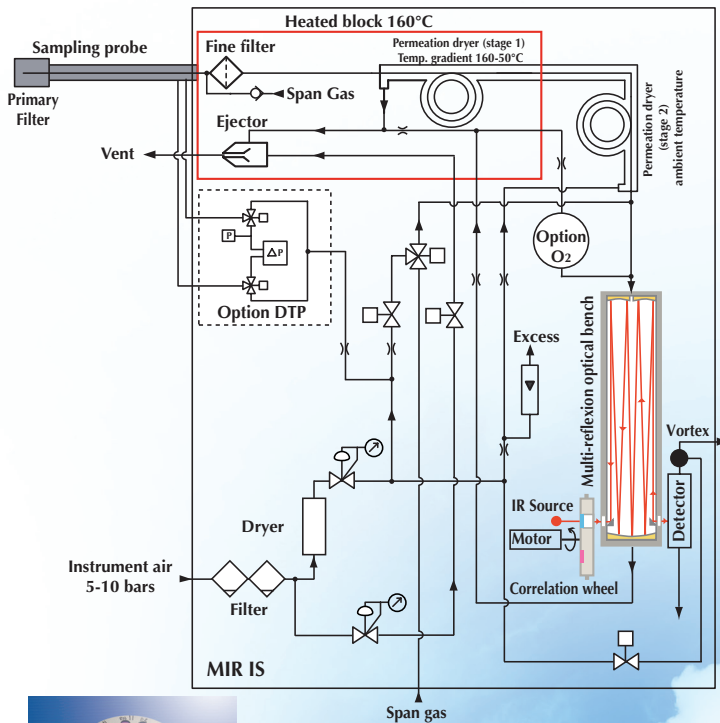 Heated block 160°C
Sampling probe
Fine filter
Permeation dryer (stage 1)
Temp. gradient 160-50°C
Primary
Filter
Span Gas
Ejector
Vent
Permeation dryer
(stage 2)
ambient temperature
P
ΔP
Option DTP
Option
O2
Excess
Multi-reflexion optical bench
Vortex
IR Source
Motor
Detector
Dryer
Instrument air
5-10 bars
Filter
Correlation wheel
MIR IS
Span gas